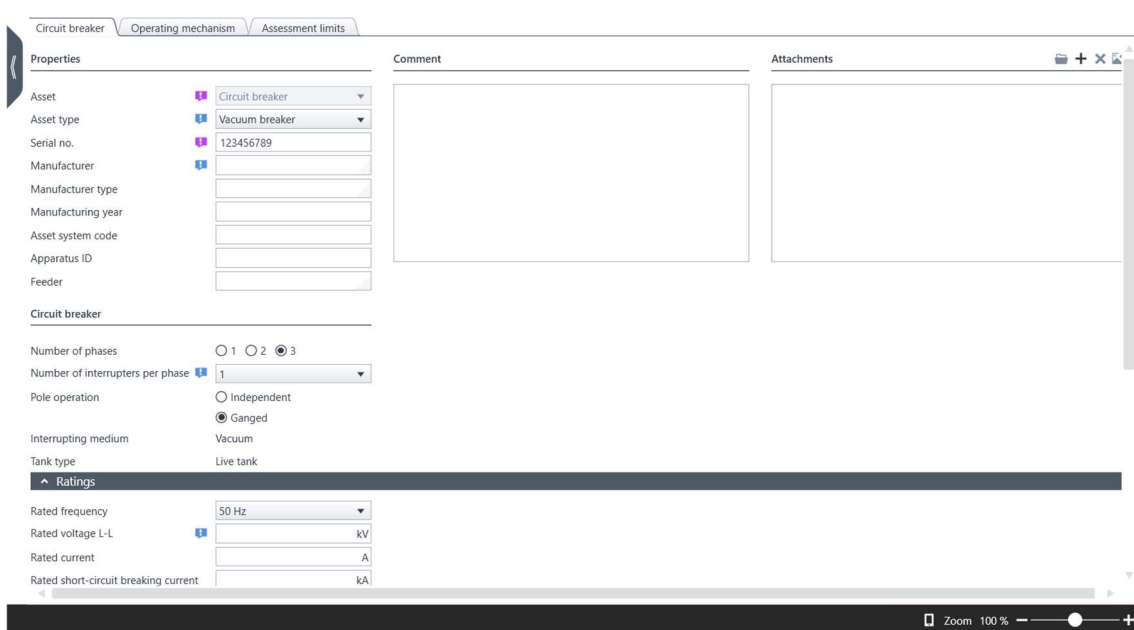 Circuit breaker Operating mechanism Assessment limits
Properties Comment Attachments
Asset Circuit breaker
Asset type Vacuum breaker
Serial no. 123456789
Manufacturer
Manufacturer type
Manufacturing year
Asset system code
Apparatus ID
Feeder
Circuit breaker
Number of phases 1 2 3
Number of interrupters per phase 1
Pole operation Independent
Ganged
Interrupting medium Vacuum
Tank type Live tank
Ratings
Rated frequency 50 Hz
Rated voltage L-L kV
Rated current A
Rated short-circuit breaking current kA
Zoom 100 %